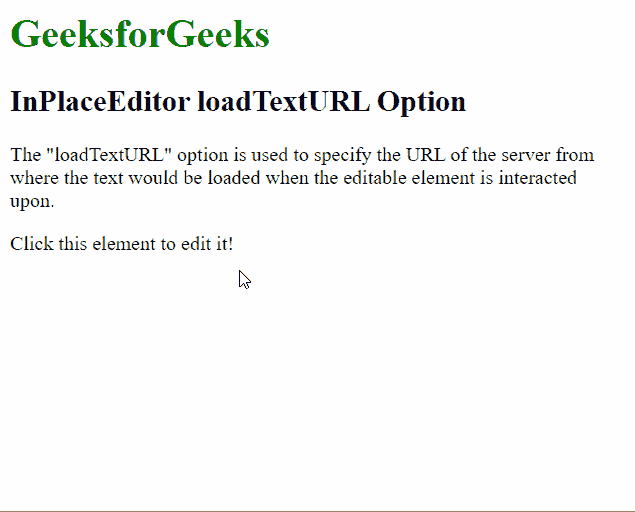 GeeksforGeeks
InPlaceEditor loadTextURL Option
The "loadTextURL" option is used to specify the URL of the server from
where the text would be loaded when the editable element is interacted
upon.
Click this element to edit it!